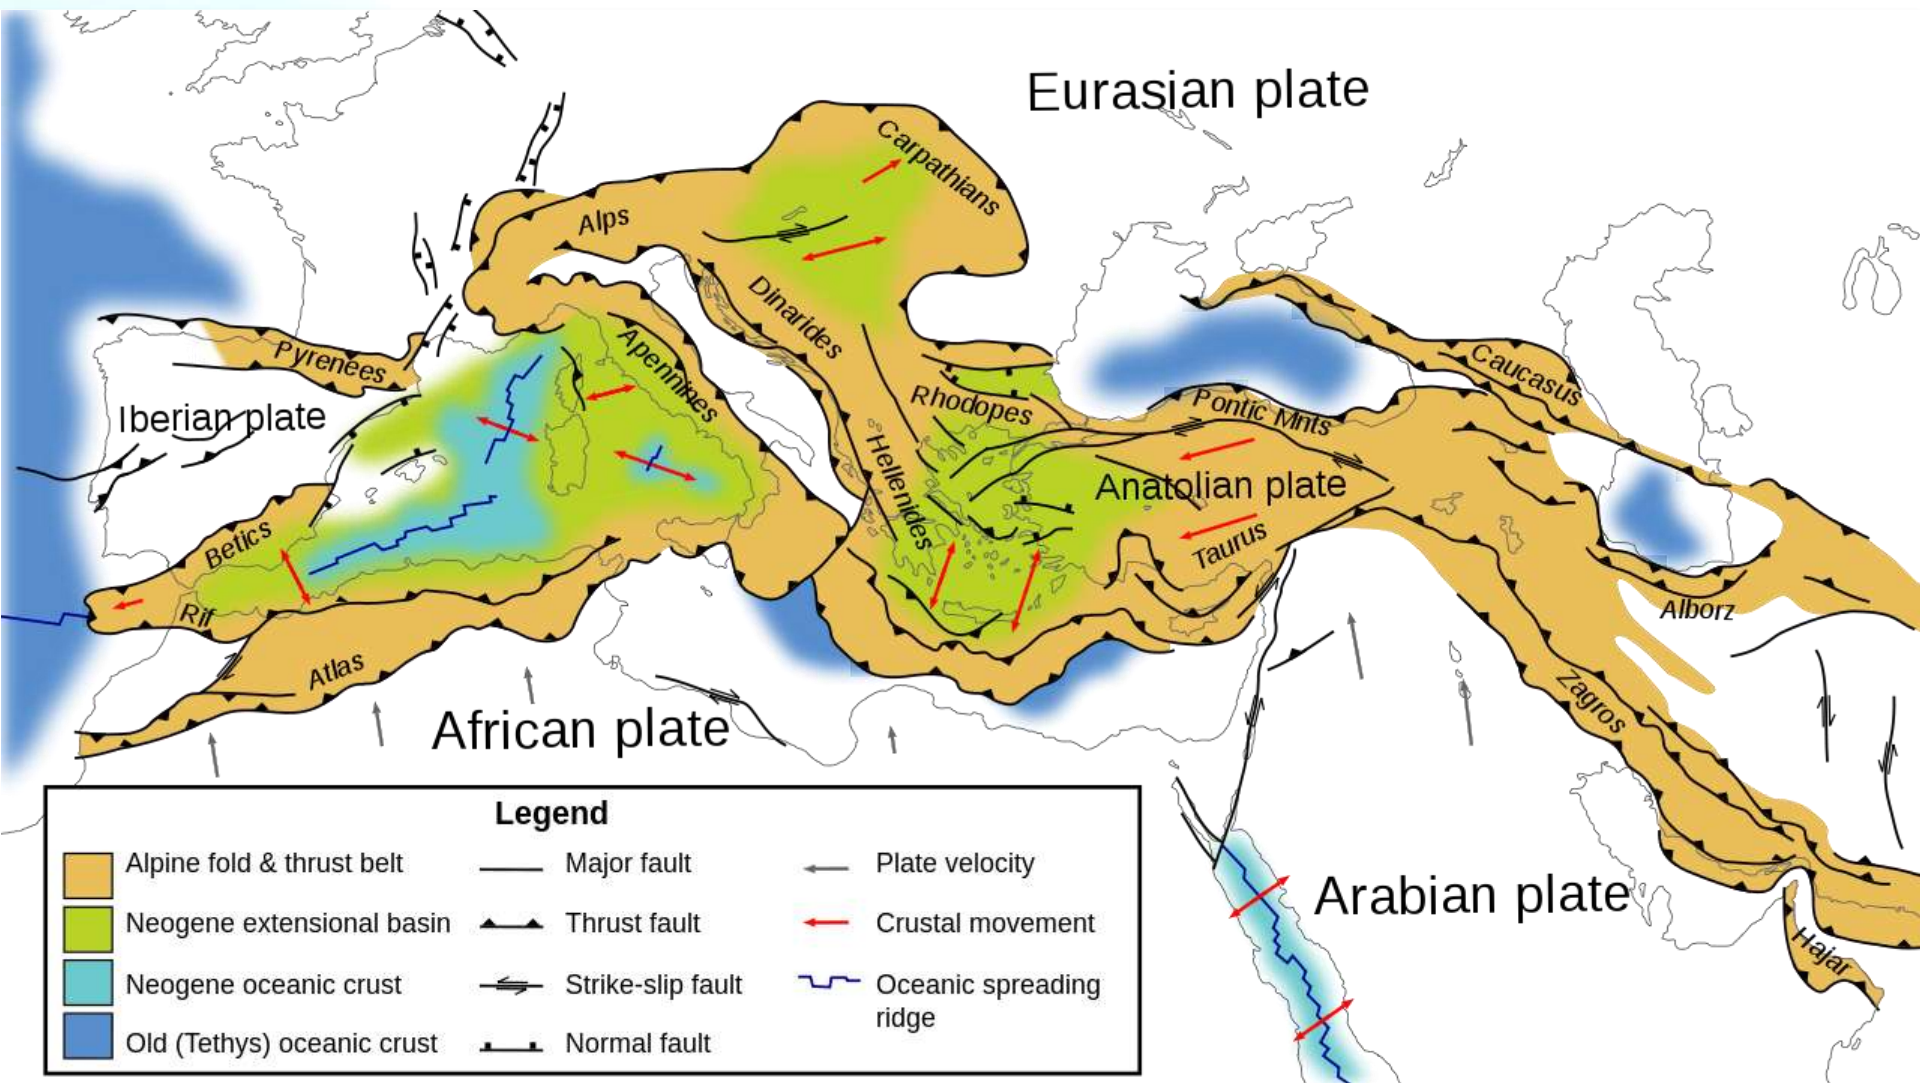 Eurasian plate
Carpathians
Alps
Dinarides
Pyrenees
Apennines
Caucasus
Iberian plate
Rhodopes
Pontic Mnts
Hellenides
Anatolian plate
Betics
Taurus
Rif
Alborz
Atlas
Zagros
African plate
Arabian plate
Hajar
Legend
Alpine fold & thrust belt
Major fault
Plate velocity
Neogene extensional basin
Thrust fault
Crustal movement
Neogene oceanic crust
Strike-slip fault
Oceanic spreading
ridge
Old (Tethys) oceanic crust
Normal fault